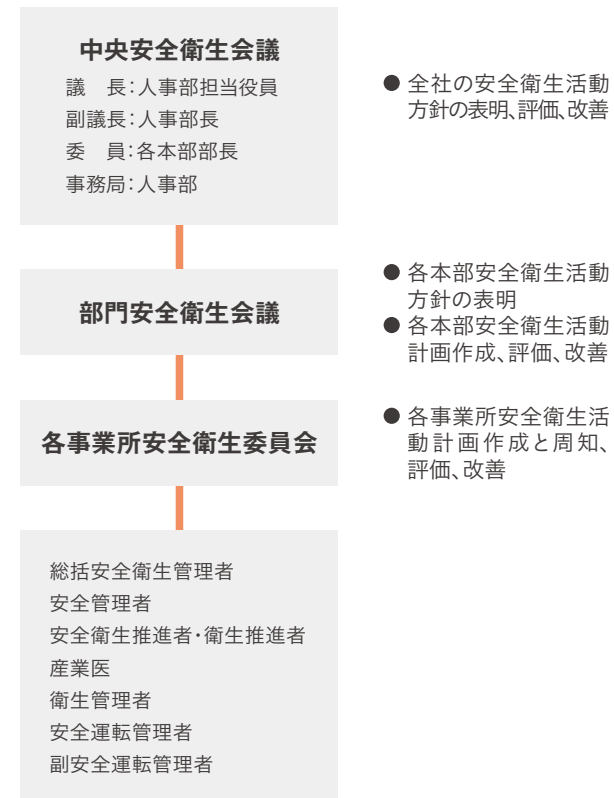 中央安全衛生会議
議　長：人事部担当役員
副議長：人事部長
委　員：各本部部長
事務局：人事部
● 全社の安全衛生活動
方針の表明、評価、改善
部門安全衛生会議
● 各本部安全衛生活動
方針の表明
● 各本部安全衛生活動
計画作成、評価、改善
各事業所安全衛生委員会
● 各事業所安全衛生活
動計画作成と周知、
評価、改善
総括安全衛生管理者
安全管理者
安全衛生推進者・衛生推進者
産業医
衛生管理者
安全運転管理者
副安全運転管理者